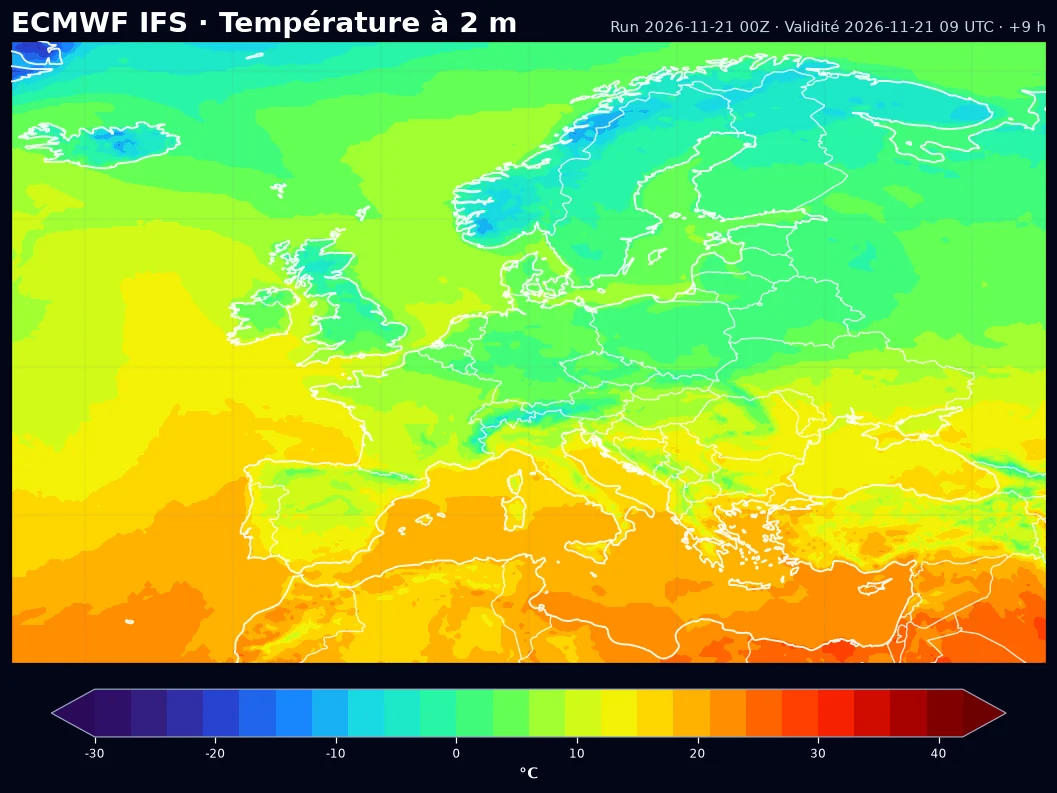 ECMWF IFS · Température à 2 m
Run 2026-11-21 00Z · Validité 2026-11-21 09 UTC · +9 h
-30 -20 -10 0 10 20 30 40
°C